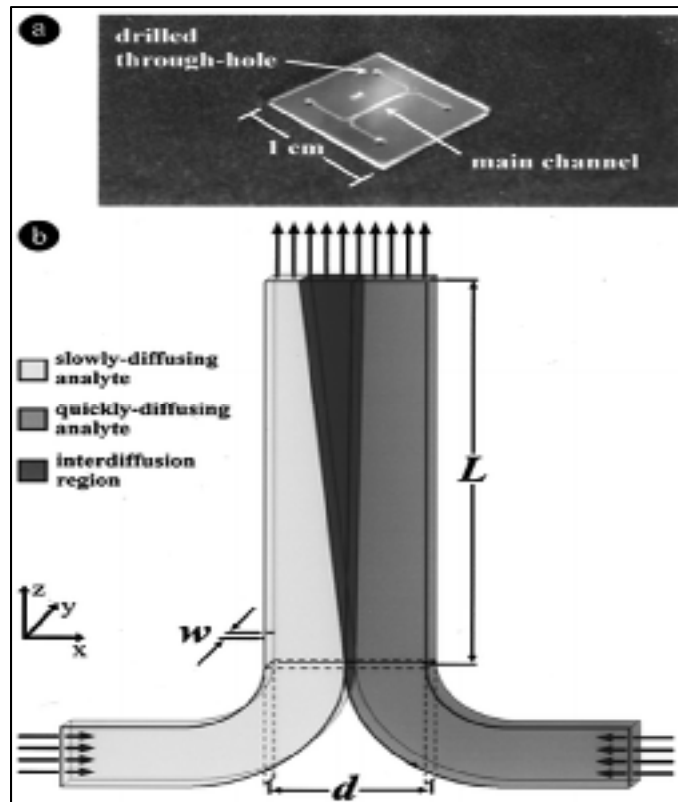 a
drilled
through-hole
1 cm
main channel
b
slowly-diffusing
analyte
quickly-diffusing
analyte
interdiffusion
region
L
z
y
x
w
d